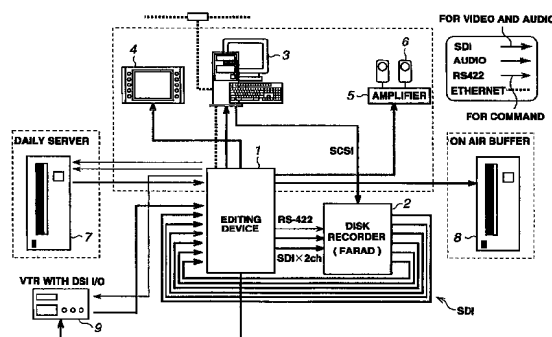 FOR VIDEO AND AUDIO
SDI
AUDIO
RS422
ETHERNET
FOR COMMAND
4
3
6
5
AMPLIFIER
DAILY SERVER
7
1
EDITING
DEVICE
SCSI
RS-422
SDI×2ch
2
DISK
RECORDER
(FARAD)
ON AIR BUFFER
8
VTR WITH DSI I/O
9
SDI